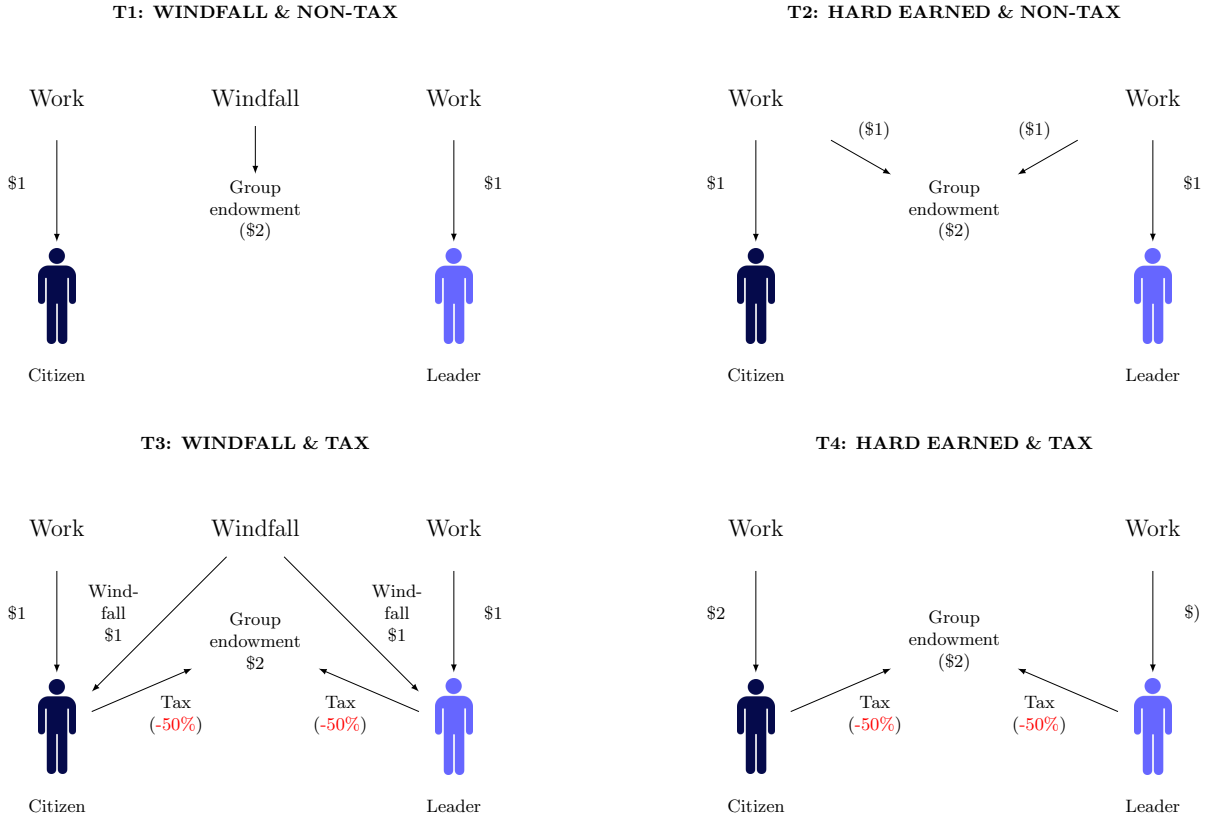 T1: WINDFALL & NON-TAX
Work
Windfall
Work
$1
Group
endowment
($2)
$1
Citizen
Leader
T2: HARD EARNED & NON-TAX
Work
Work
($1)
($1)
$1
Group
endowment
($2)
$1
Citizen
Leader
T3: WINDFALL & TAX
Work
Windfall
Work
$1
Wind-
fall
$1
Group
endowment
$2
Wind-
fall
$1
$1
Tax
(-50%)
Tax
(-50%)
Citizen
Leader
T4: HARD EARNED & TAX
Work
Work
$2
Group
endowment
($2)
$)
Tax
(-50%)
Tax
(-50%)
Citizen
Leader